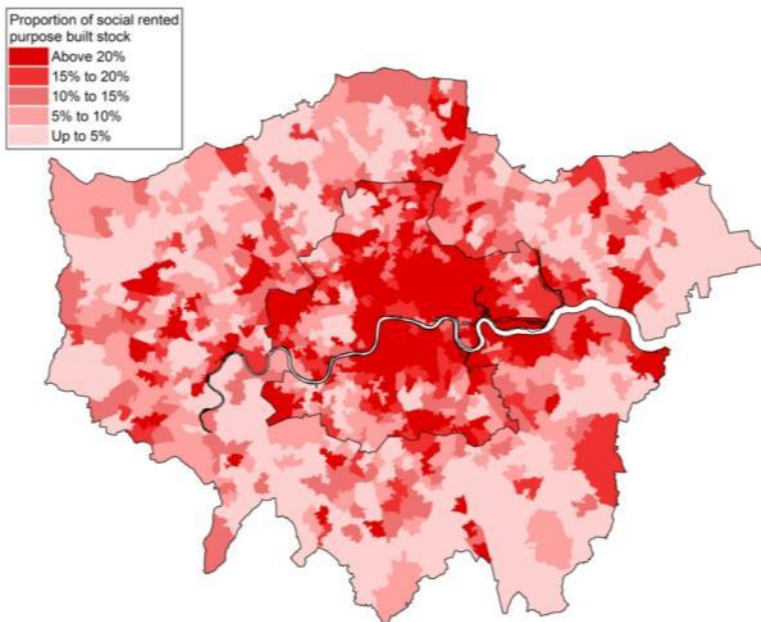 Proportion of social rented
purpose built stock
Above 20%
15% to 20%
10% to 15%
5% to 10%
Up to 5%